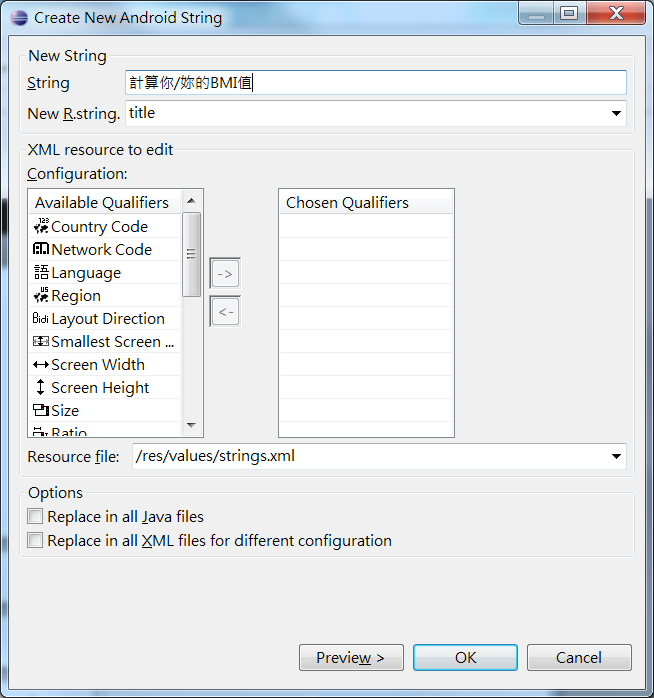 Create New Android String
New String
String 計算你/妳的BMI值
New R.string. title
XML resource to edit
Configuration:
Available Qualifiers
Chosen Qualifiers
Country Code
Network Code
語 Language
Region
Bidi Layout Direction
Smallest Screen ...
Screen Width
Screen Height
Size
Ratio
->
<-
Resource file: /res/values/strings.xml
Options
Replace in all Java files
Replace in all XML files for different configuration
Preview >
OK
Cancel